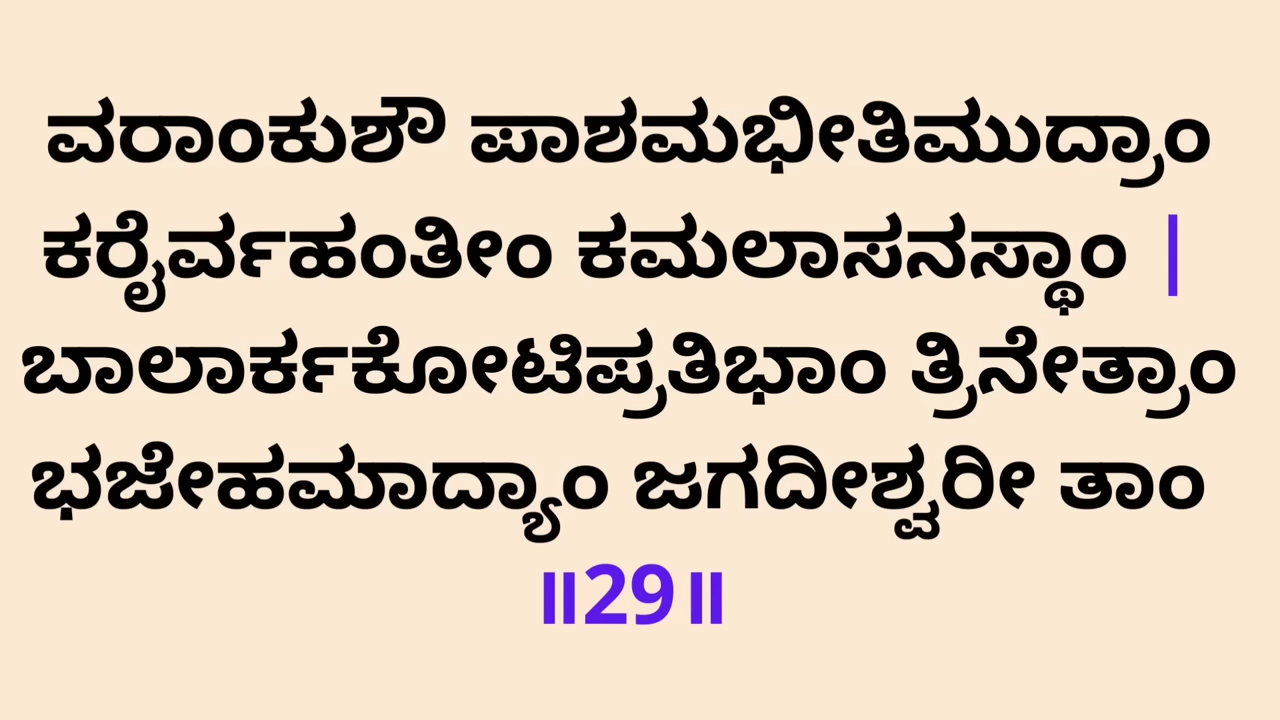 ವರಾಂಕುಶೌ ಪಾಶಮಭೀತಿಮುದ್ರಾಂ
ಕರೈರ್ವಹಂತೀಂ ಕಮಲಾಸನಸ್ಥಾಂ |
ಬಾಲಾರ್ಕಕೋಟಿಪ್ರತಿಭಾಂ ತ್ರಿನೇತ್ರಾಂ
ಭಜೇಹಮಾದ್ಯಾಂ ಜಗದೀಶ್ವರೀ ತಾಂ
॥29॥